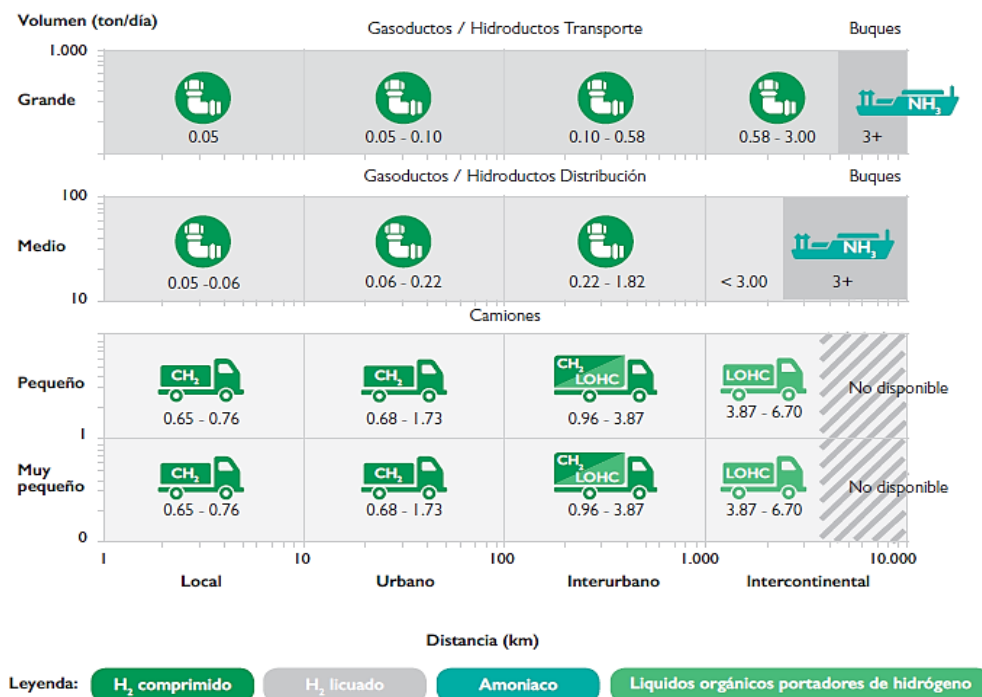 Volumen (ton/día)
Gasoductos / Hidroductos Transporte
Buques
1.000
Grande
NH₃
0.05
0.05 - 0.10
0.10 - 0.58
0.58 - 3.00
3+
Gasoductos / Hidroductos Distribución
Buques
100
Medio
NH₃
0.05 -0.06
0.06 - 0.22
0.22 - 1.82
< 3.00
3+
10
Camiones
Pequeño
CH₂
CH₂
CH₂
LOHC
LOHC
No disponible
0.65 - 0.76
0.68 - 1.73
0.96 - 3.87
3.87 - 6.70
1
Muy
pequeño
CH₂
CH₂
CH₂
LOHC
LOHC
No disponible
0.65 - 0.76
0.68 - 1.73
0.96 - 3.87
3.87 - 6.70
0
1
10
100
1.000
10.000
Local
Urbano
Interurbano
Intercontinental
Distancia (km)
Leyenda:
H₂ comprimido
H₂ licuado
Amoniaco
Liquidos orgánicos portadores de hidrógeno